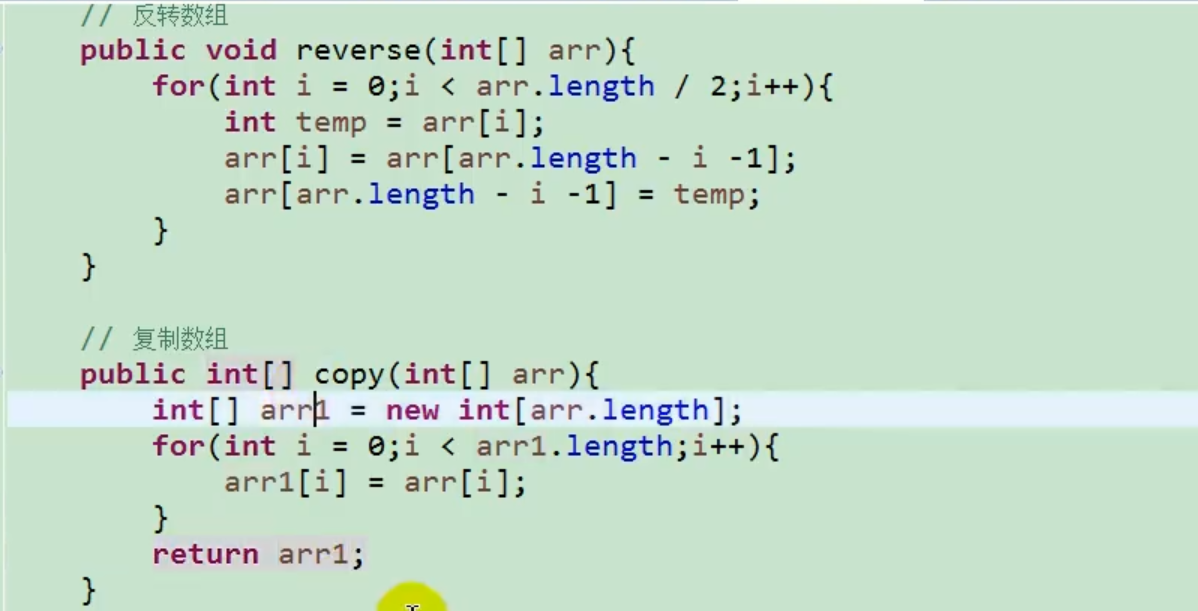 // 反转数组
public void reverse(int[] arr){
for(int i = 0;i < arr.length / 2;i++){
int temp = arr[i];
arr[i] = arr[arr.length - i -1];
arr[arr.length - i -1] = temp;
}
}
// 复制数组
public int[] copy(int[] arr){
int[] arr1 = new int[arr.length];
for(int i = 0;i < arr1.length;i++){
arr1[i] = arr[i];
}
return arr1;
}